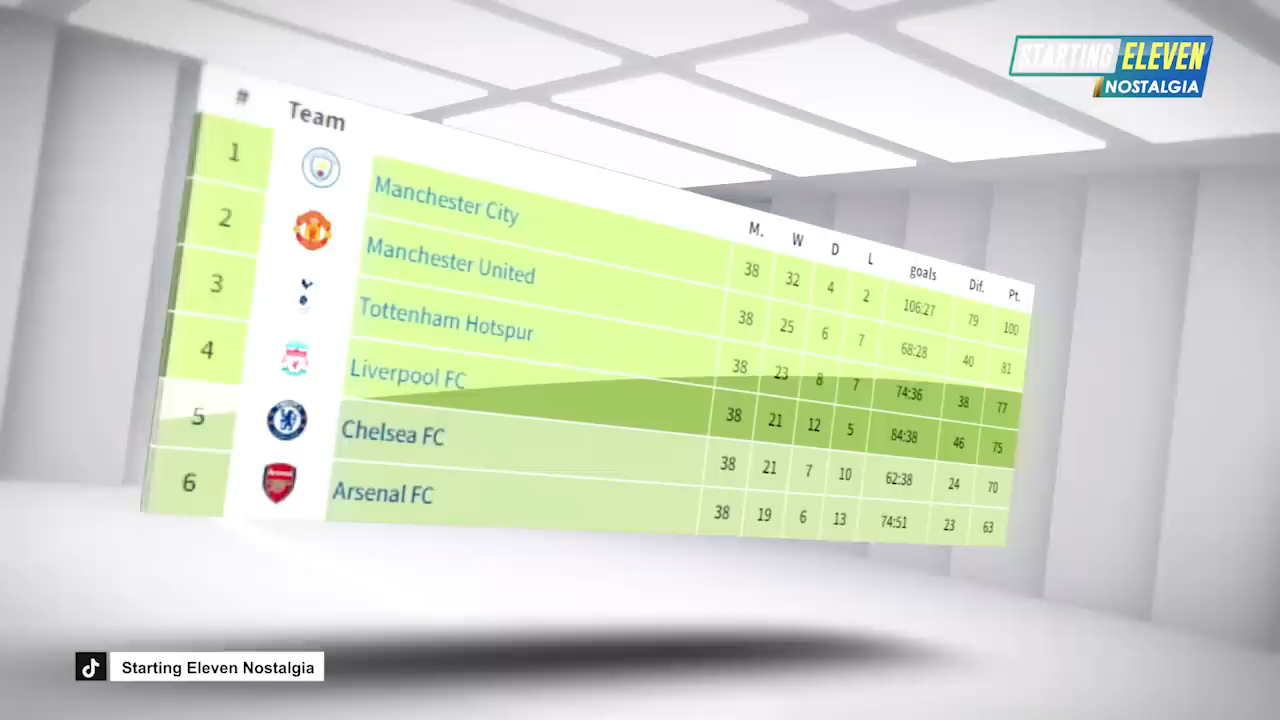 STARTING ELEVEN
NOSTALGIA
# Team M. W D L goals Dif. Pt.
1 Manchester City 38 32 4 2 106:27 79 100
2 Manchester United 38 25 6 7 68:28 40 81
3 Tottenham Hotspur 38 23 8 7 74:36 38 77
4 Liverpool FC 38 21 12 5 84:38 46 75
5 Chelsea FC 38 21 7 10 62:38 24 70
6 Arsenal Arsenal FC 38 19 6 13 74:51 23 63
Starting Eleven Nostalgia